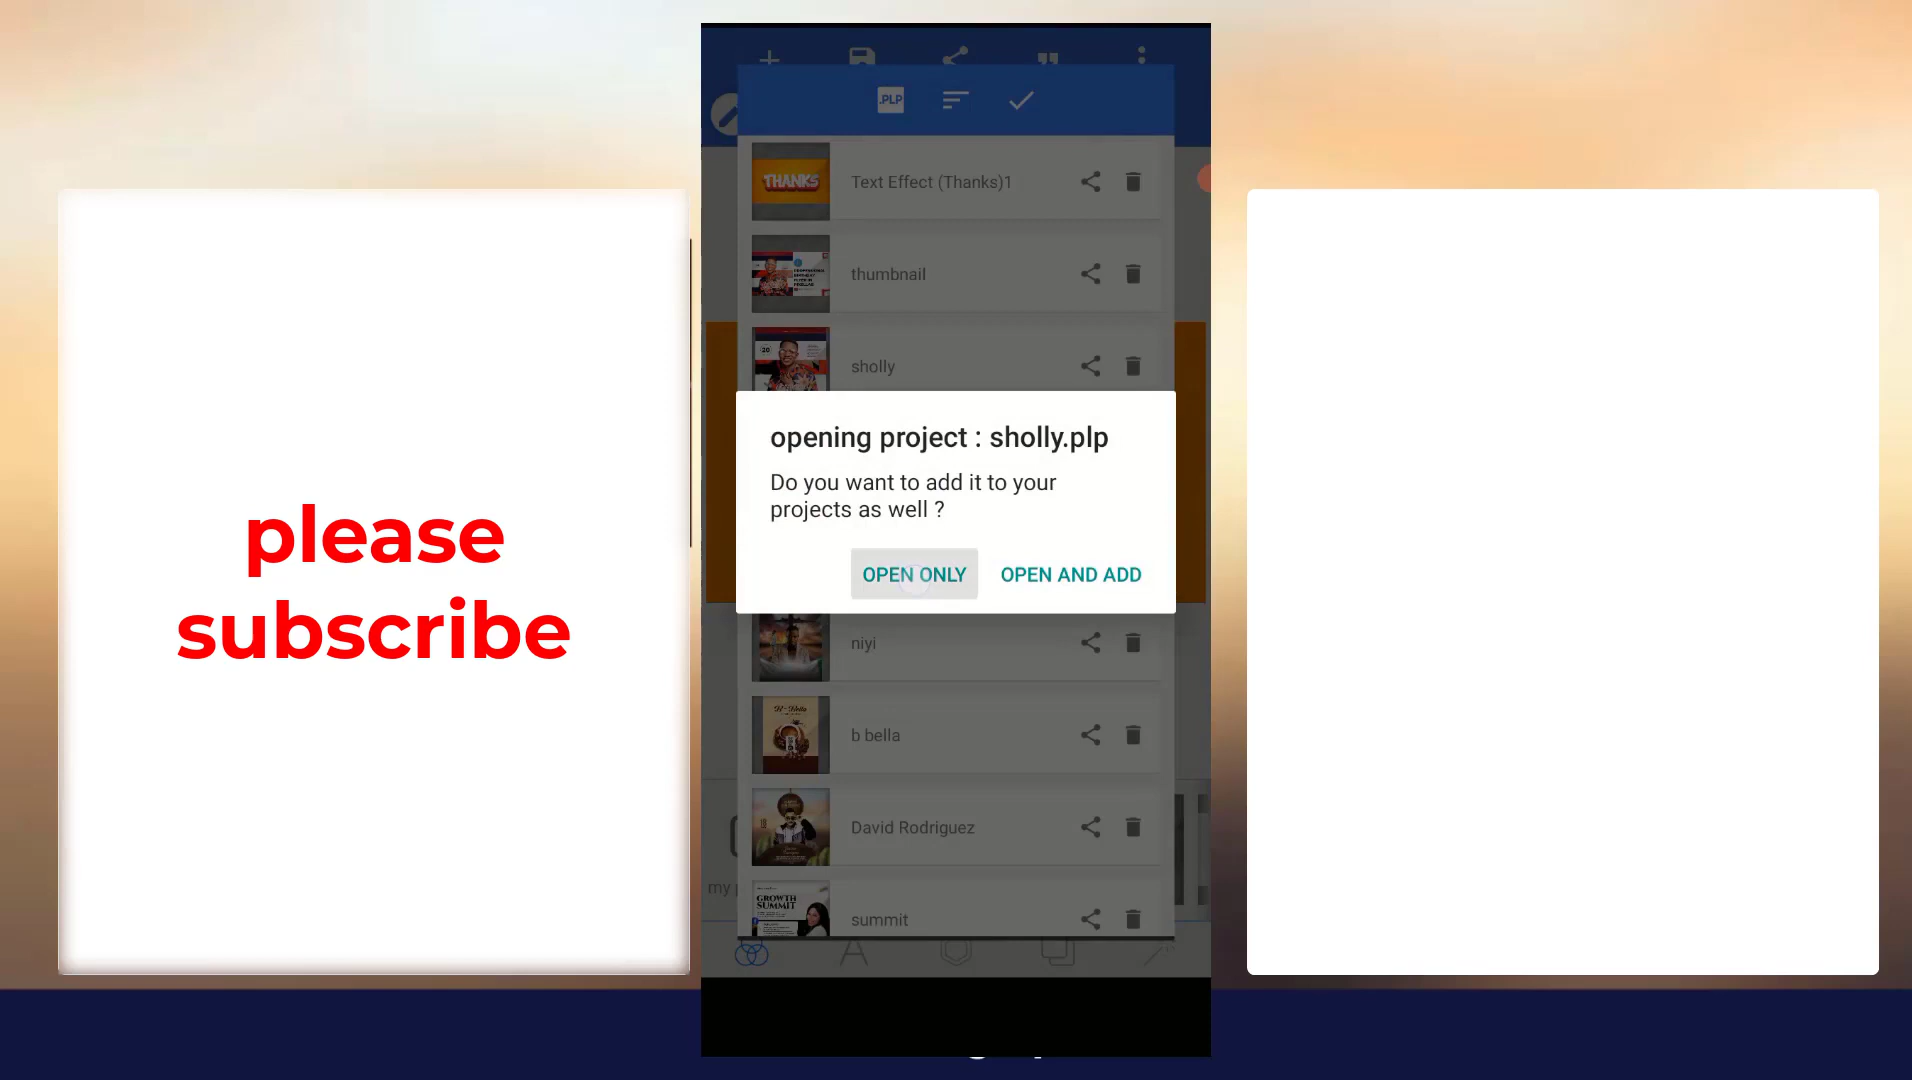 .PLP
THANKS
Text Effect (Thanks)1
thumbnail
sholly
opening project : sholly.plp
Do you want to add it to your
projects as well ?
OPEN ONLY
OPEN AND ADD
please
subscribe
niyi
b bella
David Rodriguez
my
GROWTH
SUMMIT
summit